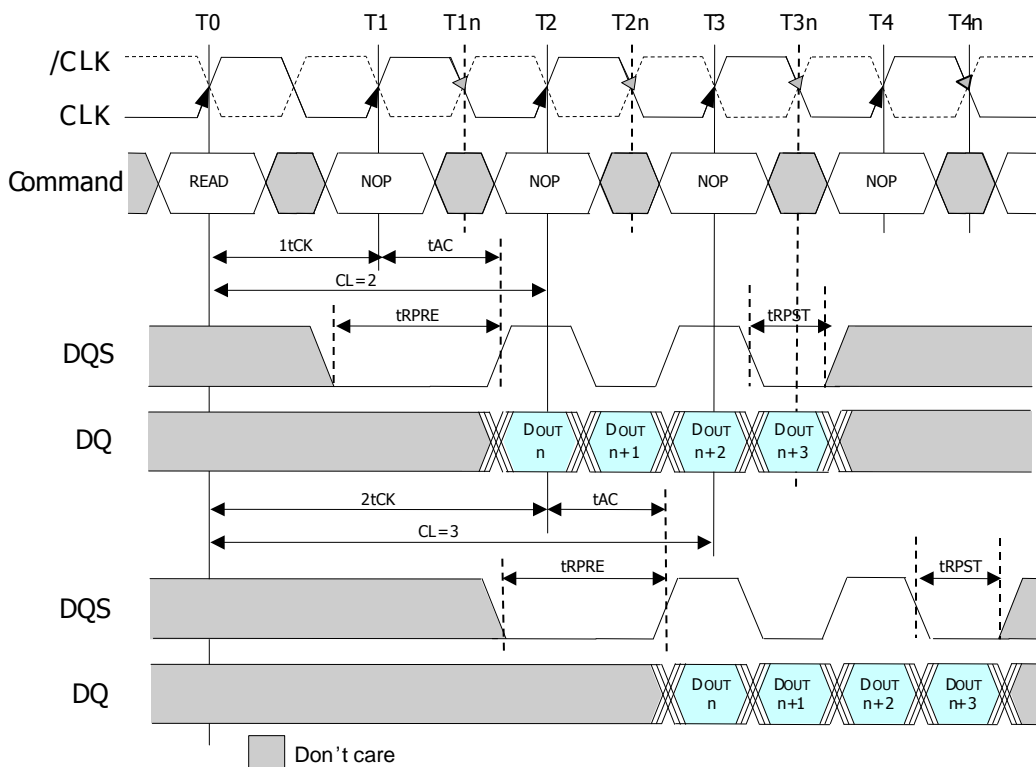 T0 T1 T1n T2 T2n T3 T3n T4 T4n
/CLK
CLK
Command READ NOP NOP NOP NOP
1tCK tAC
CL=2
tRPRE tRPST
DQS
DQ DOUT n DOUT n+1 DOUT n+2 DOUT n+3
2tCK tAC
CL=3
tRPRE tRPST
DQS
DQ DOUT n DOUT n+1 DOUT n+2 DOUT n+3
Don't care